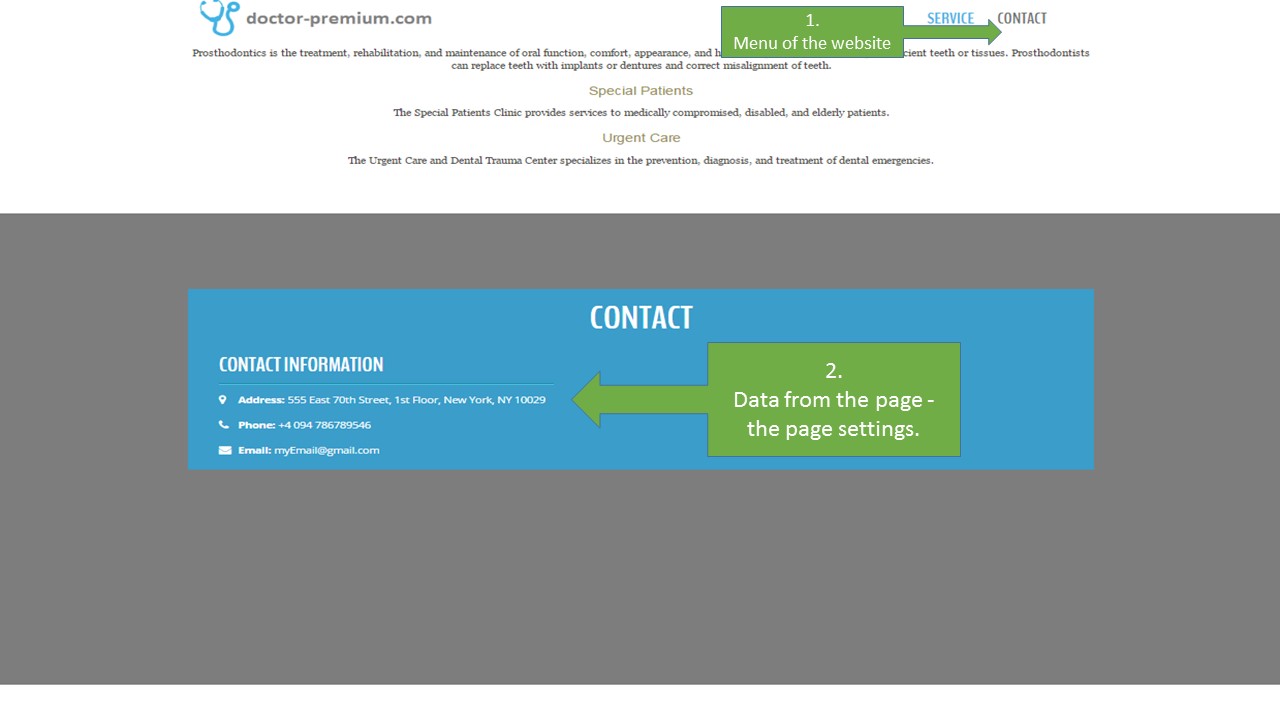 doctor-premium.com
1.
Menu of the website
SERVICE CONTACT
Prosthodontics is the treatment, rehabilitation, and maintenance of oral function, comfort, appearance, and teeth or tissues. Prosthodontists
can replace teeth with implants or dentures and correct misalignment of teeth.
Special Patients
The Special Patients Clinic provides services to medically compromised, disabled, and elderly patients.
Urgent Care
The Urgent Care and Dental Trauma Center specializes in the prevention, diagnosis, and treatment of dental emergencies.
CONTACT
CONTACT INFORMATION
Address: 555 East 70th Street, 1st Floor, New York, NY 10029
Phone: +4 094 786789546
Email: myEmail@gmail.com
2.
Data from the page -
the page settings.